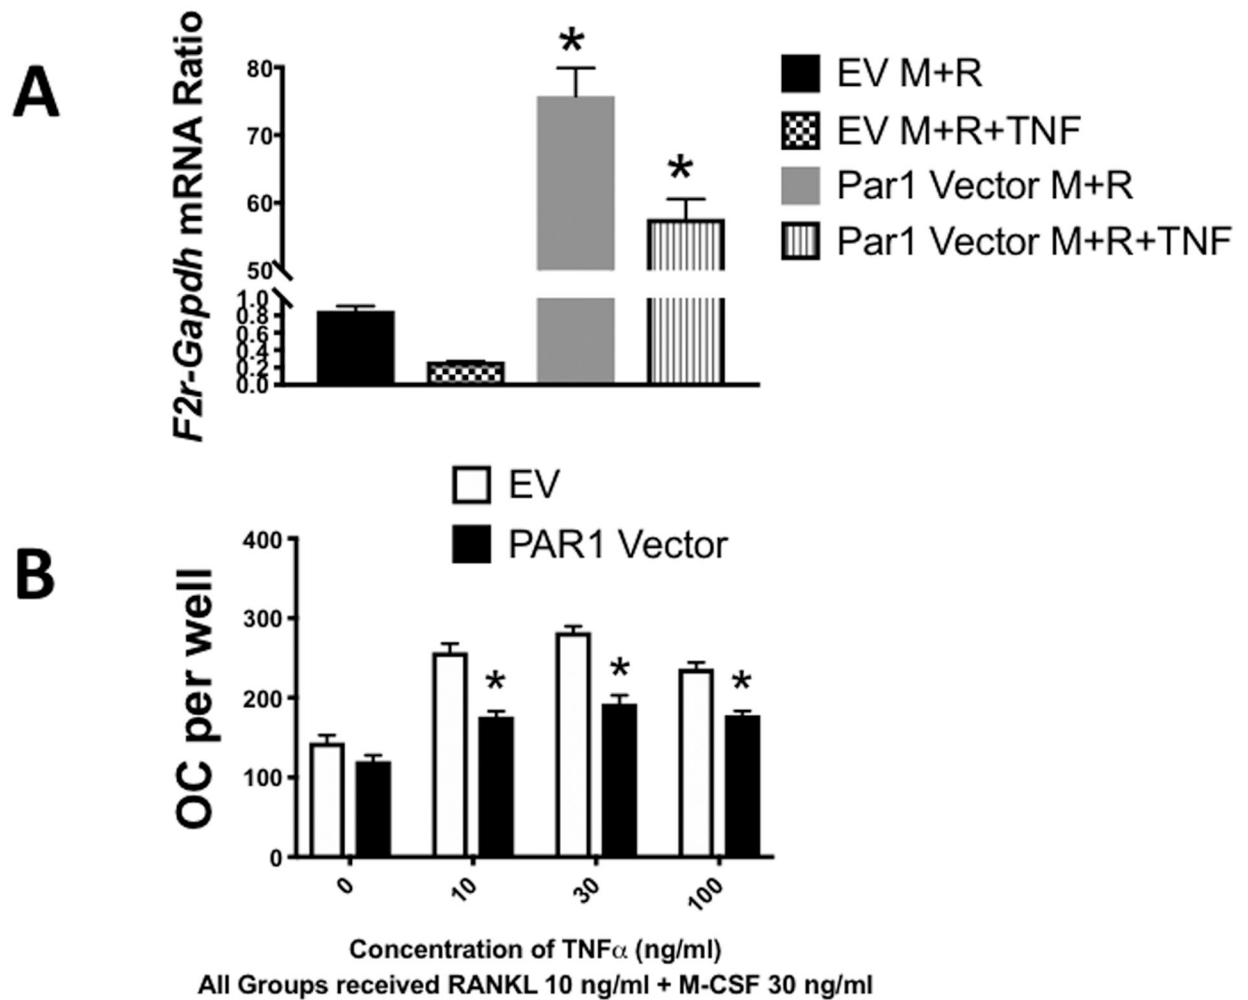 A
F2r-Gapdh mRNA Ratio
80
70
60
50
1.0
0.8
0.6
0.4
0.2
0.0
*
*
EV M+R
EV M+R+TNF
Par1 Vector M+R
Par1 Vector M+R+TNF
B
EV
PAR1 Vector
OC per well
400
300
200
100
0
*
*
*
0
10
30
100
Concentration of TNFα (ng/ml)
All Groups received RANKL 10 ng/ml + M-CSF 30 ng/ml